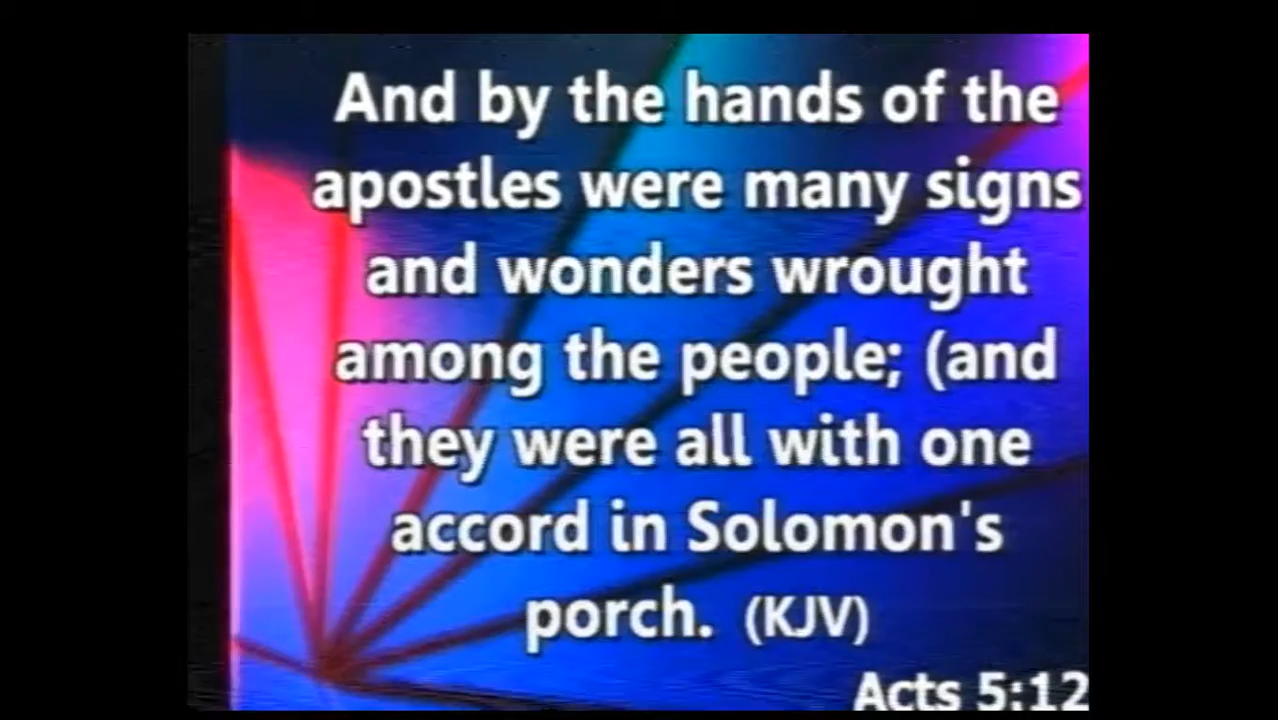 And by the hands of the
apostles were many signs
and wonders wrought
among the people; (and
they were all with one
accord in Solomon's
porch. (KJV)
Acts 5:12